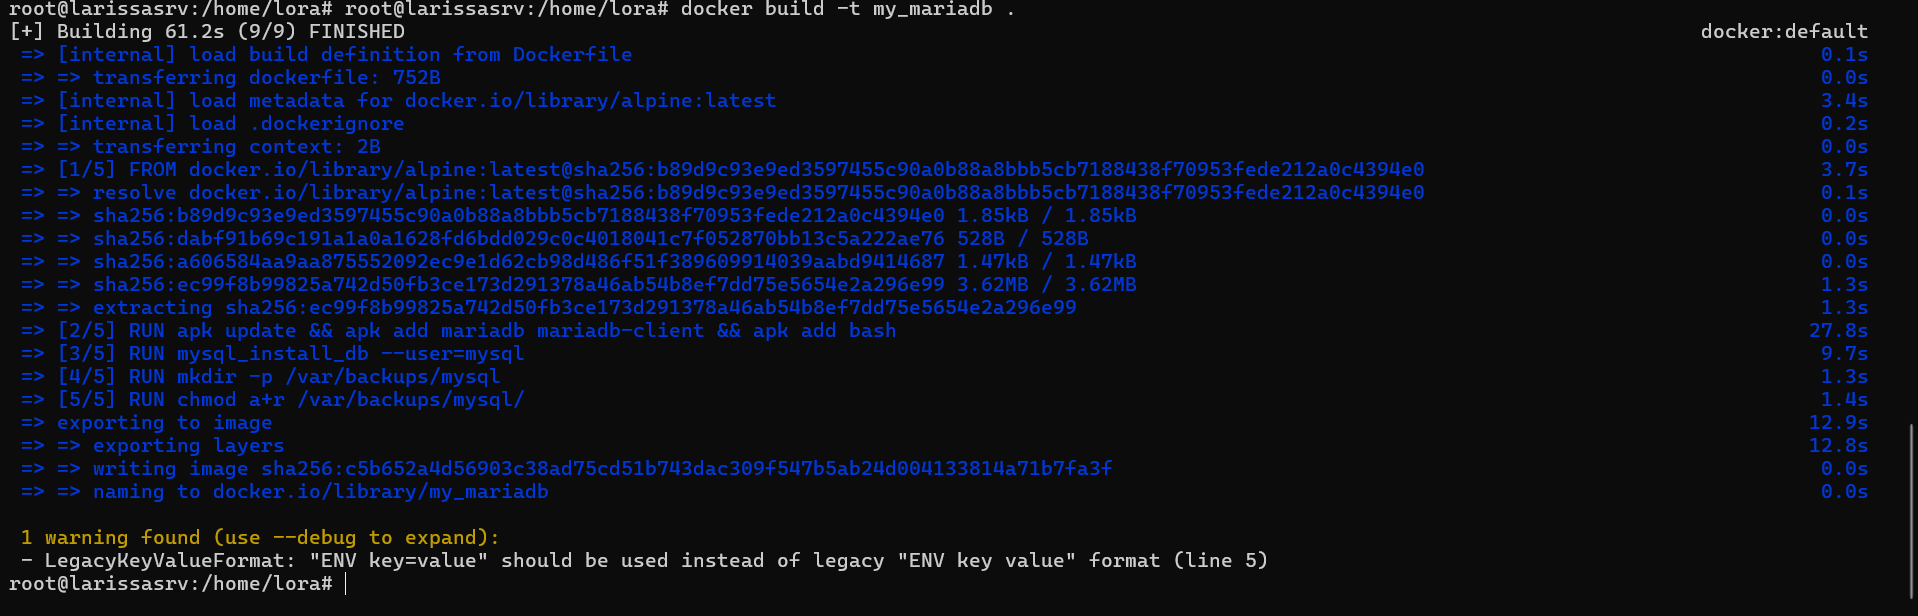 root@larissasrv:/home/lora# root@larissasrv:/home/lora# docker build -t my_mariadb .
[+] Building 61.2s (9/9) FINISHED docker:default
=> [internal] load build definition from Dockerfile 0.1s
=> => transferring dockerfile: 752B 0.0s
=> [internal] load metadata for docker.io/library/alpine:latest 3.4s
=> [internal] load .dockerignore 0.2s
=> => transferring context: 2B 0.0s
=> [1/5] FROM docker.io/library/alpine:latest@sha256:b89d9c93e9ed3597455c90a0b88a8bbb5cb7188438f70953fede212a0c4394e0 3.7s
=> => resolve docker.io/library/alpine:latest@sha256:b89d9c93e9ed3597455c90a0b88a8bbb5cb7188438f70953fede212a0c4394e0 0.1s
=> => sha256:b89d9c93e9ed3597455c90a0b88a8bbb5cb7188438f70953fede212a0c4394e0 1.85kB / 1.85kB 0.0s
=> => sha256:dabf91b69c191a1a0a1628fd6bdd029c0c4018041c7f052870bb13c5a222ae76 528B / 528B 0.0s
=> => sha256:a606584aa9aa875552092ec9e1d62cb98d486f51f389609914039aabd9414687 1.47kB / 1.47kB 0.0s
=> => sha256:ec99f8b99825a742d50fb3ce173d291378a46ab54b8ef7dd75e5654e2a296e99 3.62MB / 3.62MB 1.3s
=> => extracting sha256:ec99f8b99825a742d50fb3ce173d291378a46ab54b8ef7dd75e5654e2a296e99 1.3s
=> [2/5] RUN apk update && apk add mariadb mariadb-client && apk add bash 27.8s
=> [3/5] RUN mysql_install_db --user=mysql 9.7s
=> [4/5] RUN mkdir -p /var/backups/mysql 1.3s
=> [5/5] RUN chmod a+r /var/backups/mysql/ 1.4s
=> exporting to image 12.9s
=> => exporting layers 12.8s
=> => writing image sha256:c5b652a4d56903c38ad75cd51b743dac309f547b5ab24d004133814a71b7fa3f 0.0s
=> => naming to docker.io/library/my_mariadb 0.0s
1 warning found (use --debug to expand):
- LegacyKeyValueFormat: "ENV key=value" should be used instead of legacy "ENV key value" format (line 5)
root@larissasrv:/home/lora#